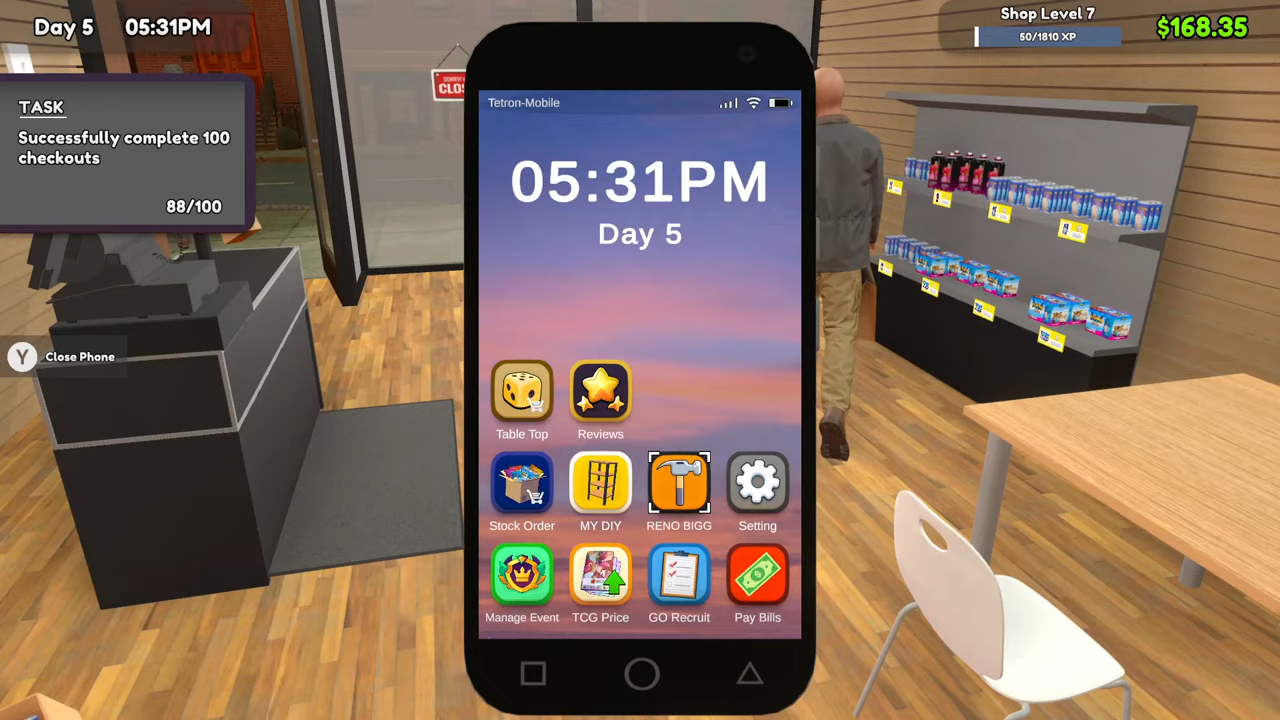 Day 5 05:31PM
Shop Level 7
50/1810 XP
$168.35
TASK
Successfully complete 100
checkouts
88/100
Y Close Phone
Tetron-Mobile
05:31PM
Day 5
Table Top
Reviews
Stock Order
MY DIY
RENO BIGG
Setting
Manage Event
TCG Price
GO Recruit
Pay Bills